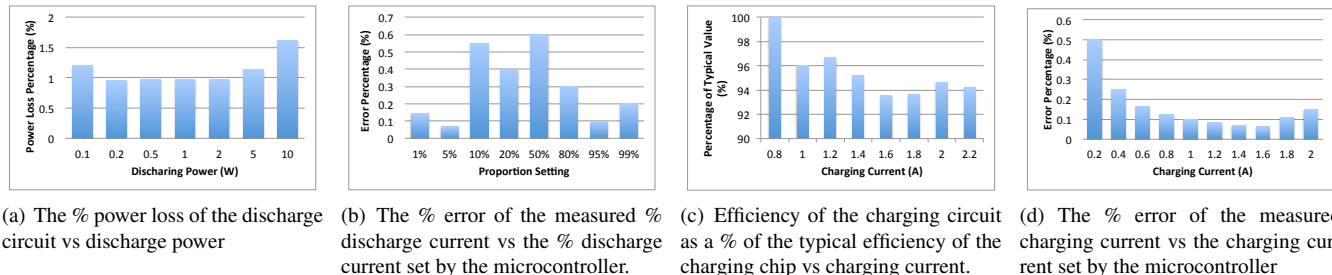 2
1.5
1
0.5
0
Power Loss Percentage (%)
0.1 0.2 0.5 1 2 5 10
Discharing Power (W)
0.7
0.6
0.5
0.4
0.3
0.2
0.1
0
Error Percentage (%)
1% 5% 10% 20% 50% 80% 95% 99%
Proportion Setting
100
98
96
94
92
90
Percentage of Typical Value
(%)
0.8 1 1.2 1.4 1.6 1.8 2 2.2
Charging Current (A)
0.6
0.5
0.4
0.3
0.2
0.1
0
Error Percentage (%)
0.2 0.4 0.6 0.8 1 1.2 1.4 1.6 1.8 2
Charging Current (A)
(a) The % power loss of the discharge
circuit vs discharge power
(b) The % error of the measured %
discharge current vs the % discharge
current set by the microcontroller.
(c) Efficiency of the charging circuit
as a % of the typical efficiency of the
charging chip vs charging current.
(d) The % error of the measured
charging current vs the charging cur-
rent set by the microcontroller